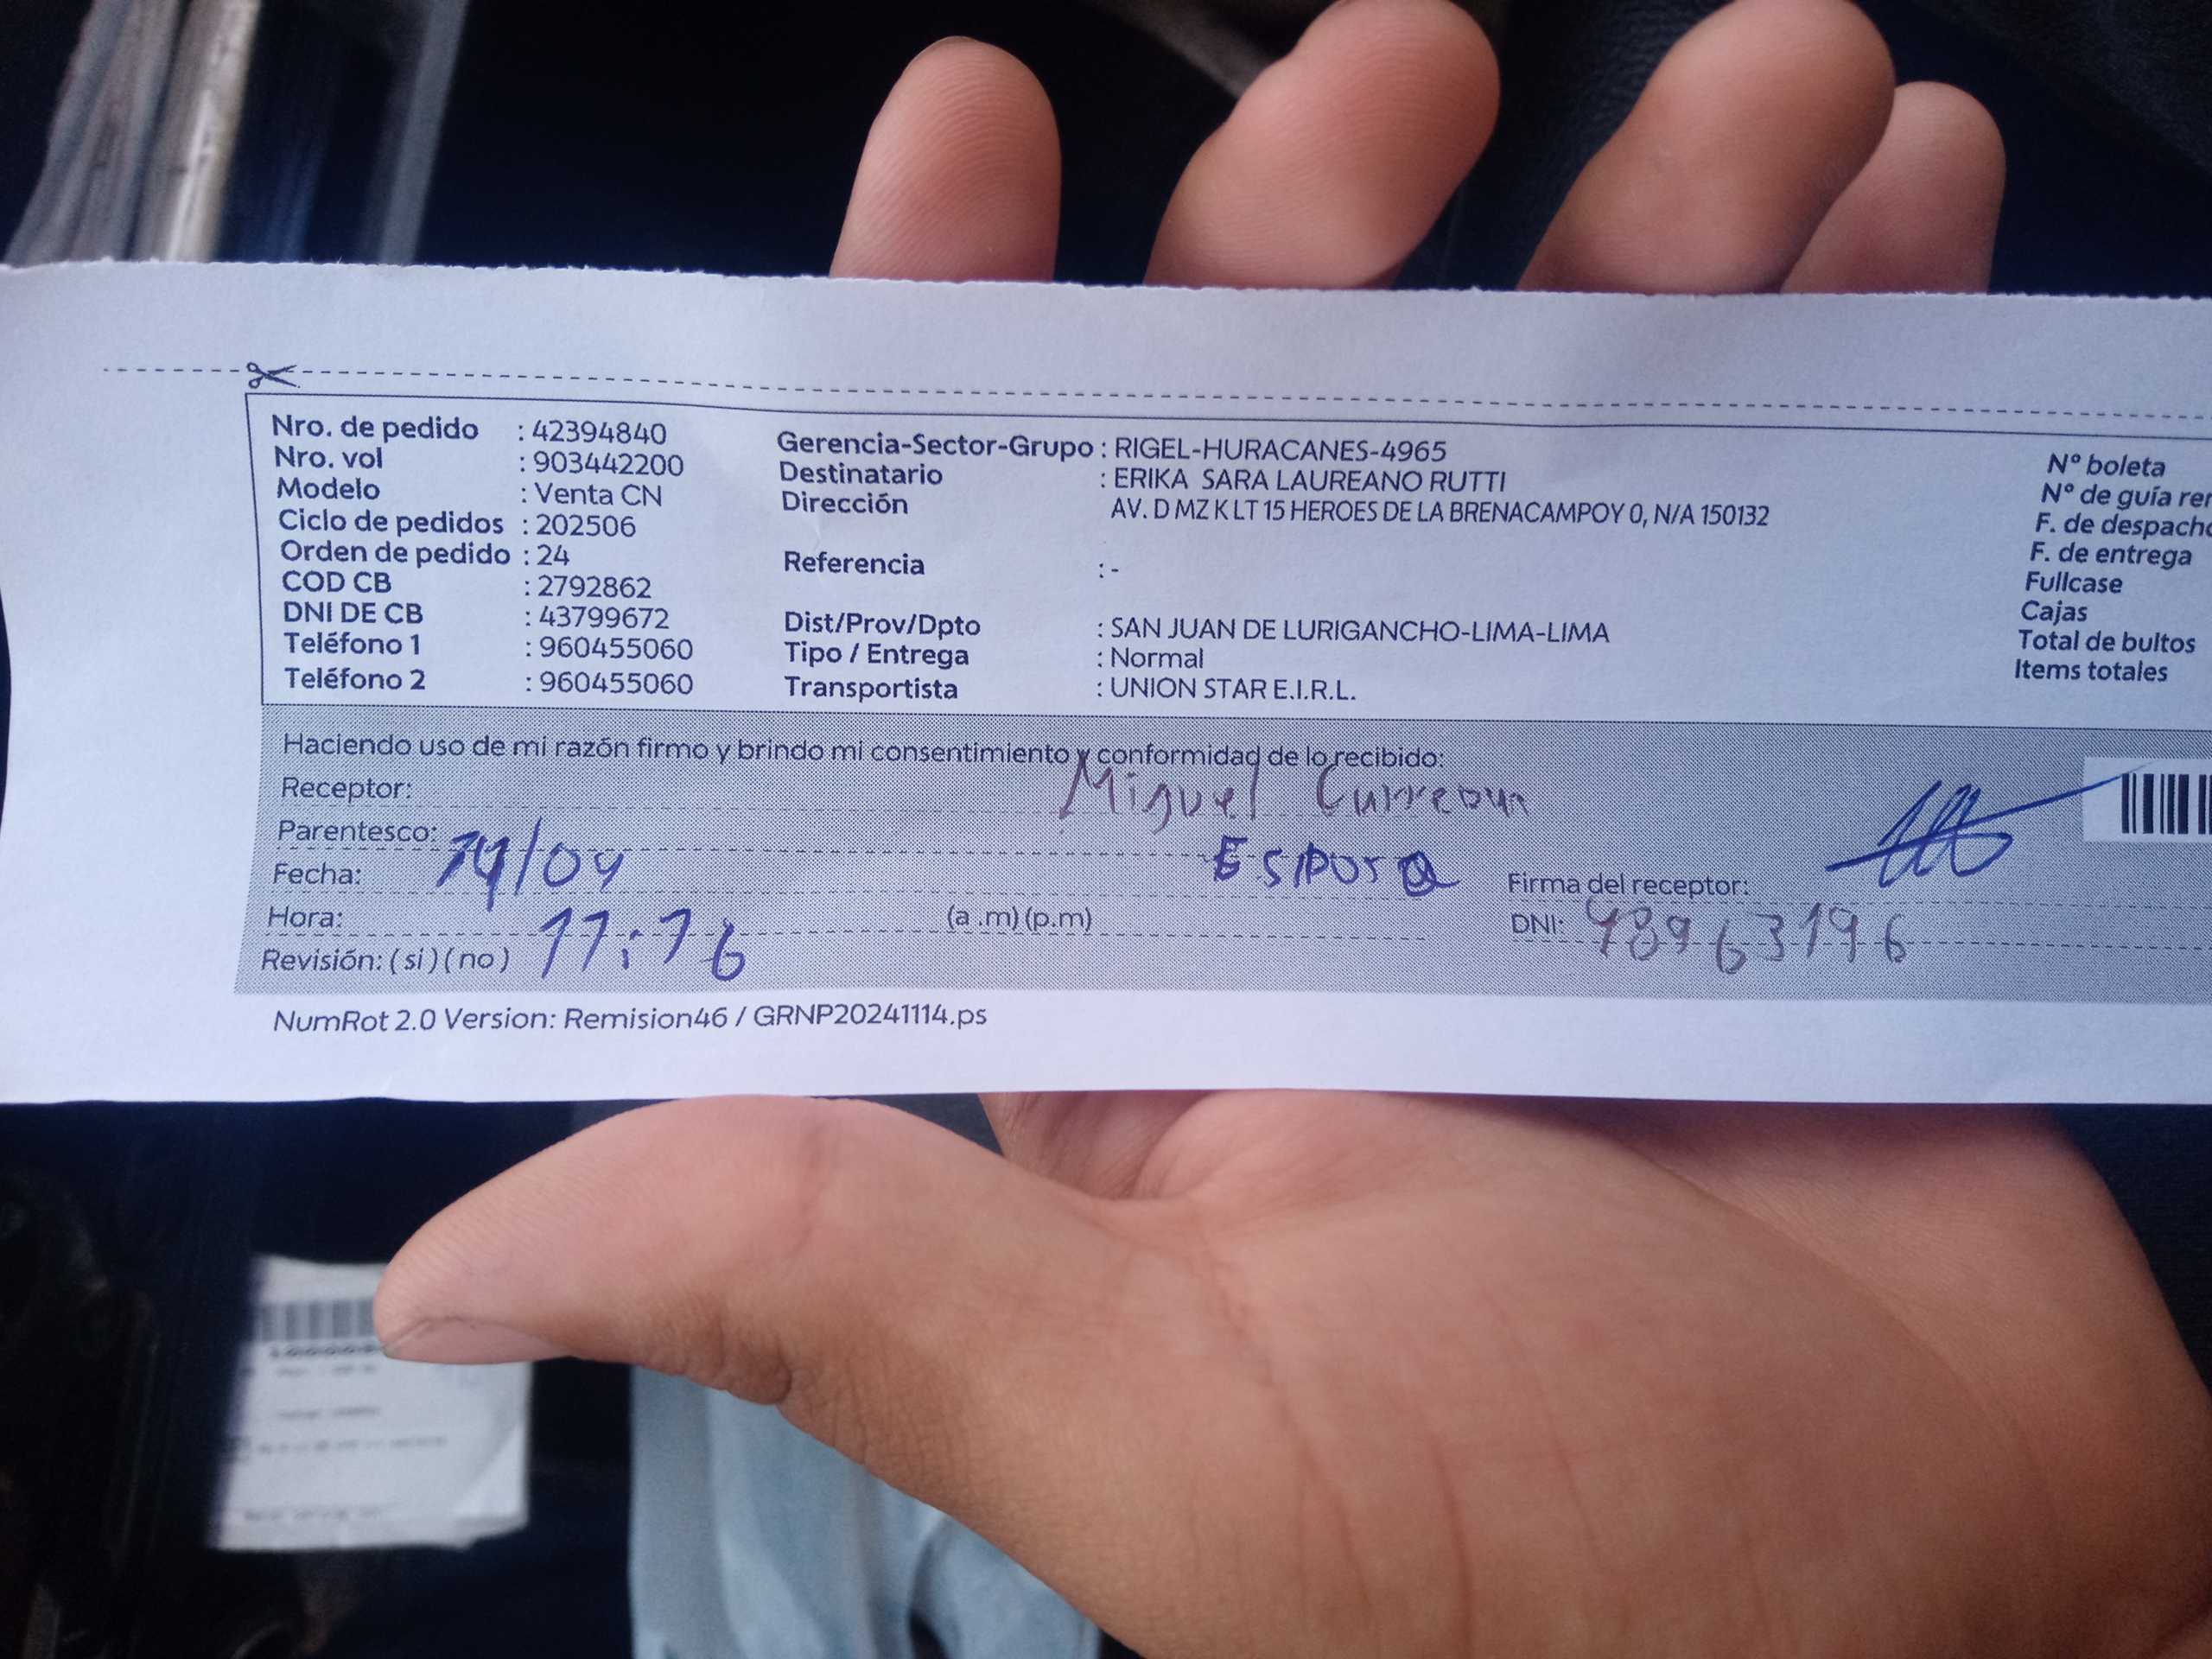 Nro. de pedido : 42394840
Nro. vol : 903442200
Modelo : Venta CN
Ciclo de pedidos : 202506
Orden de pedido : 24
COD CB : 2792862
DNI DE CB : 43799672
Teléfono 1 : 960455060
Teléfono 2 : 960455060
Gerencia-Sector-Grupo : RIGEL-HURACANES-4965
Destinatario : ERIKA SARA LAUREANO RUTTI
Dirección AV. D MZ K LT 15 HEROES DE LA BRENACAMPOY 0, N/A 150132
Referencia : -
Dist/Prov/Dpto : SAN JUAN DE LURIGANCHO-LIMA-LIMA
Tipo / Entrega : Normal
Transportista : UNION STAR E.I.R.L.
N° boleta
N° de guía
F. de despacho
F. de entrega
Fullcase
Cajas
Total de bultos
Items totales
Haciendo uso de mi razón firmo y brindo mi consentimiento y conformidad de lo recibido:
Receptor: Miguel
Parentesco: Esposo
Fecha: 14/04
Hora: 11:16 (a.m) (p.m)
Revisión: ( si ) ( no )
Firma del receptor:
DNI: 48963196
NumRot 2.0 Version: Remision46 / GRNP20241114.ps